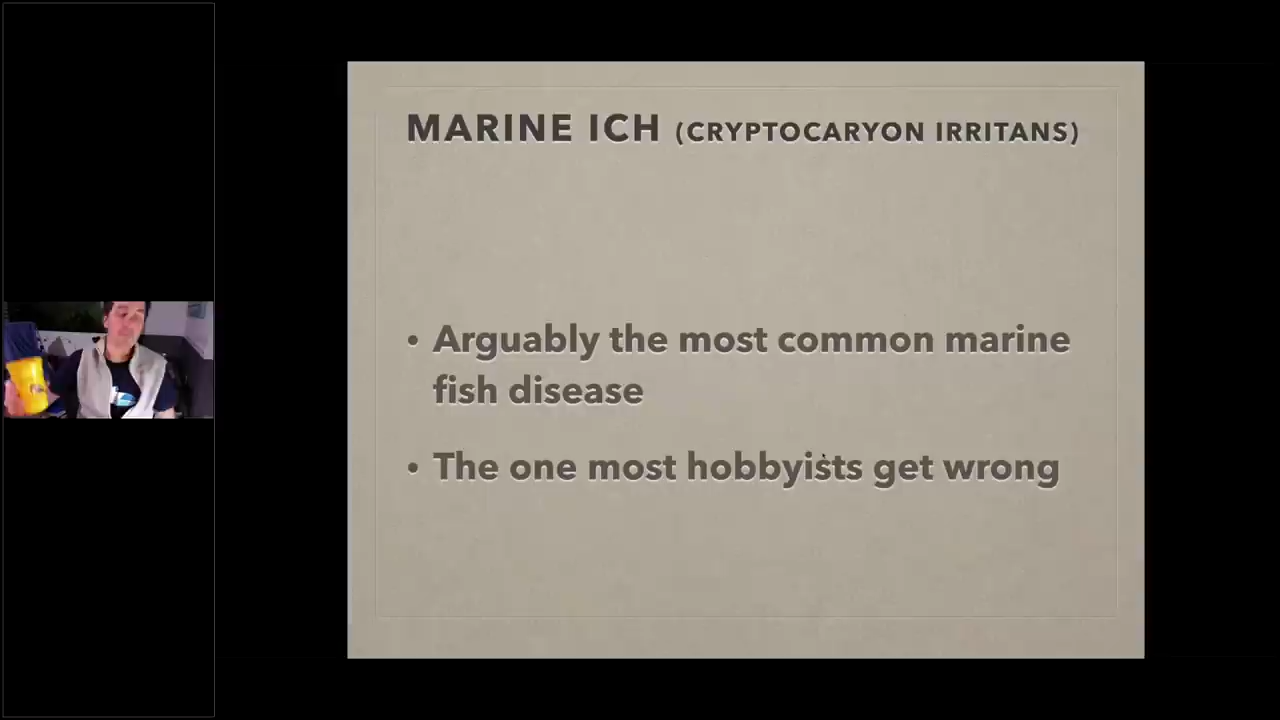 MARINE ICH (CRYPTOCARYON IRRITANS)
• Arguably the most common marine
fish disease
• The one most hobbyists get wrong